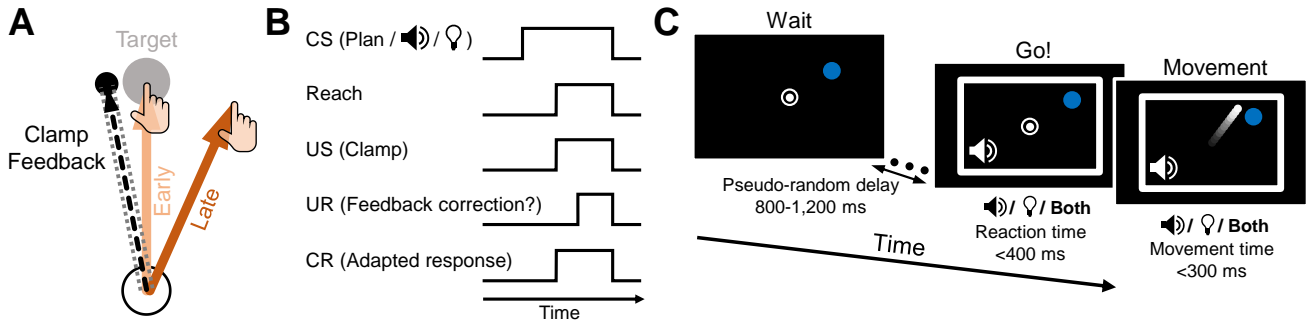 A
Target
Clamp
Feedback
Early
Late
B
CS (Plan / / )
Reach
US (Clamp)
UR (Feedback correction?)
CR (Adapted response)
Time
C
Wait
Go!
Movement
Pseudo-random delay
800-1,200 ms
/ / Both
Reaction time
<400 ms
/ / Both
Movement time
<300 ms
Time